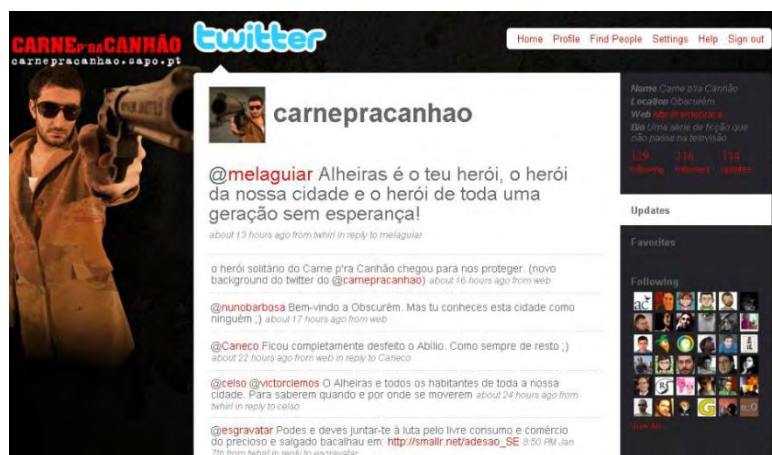 CARNE P'RA CANHÃO
carnepracanhao.sapo.pt
twitter
Home Profile Find People Settings Help Sign out
carnepracanhao
@melaguiar Alheiras é o teu herói, o herói
da nossa cidade e o herói de toda uma
geração sem esperança!
about 13 hours ago from twhirl in reply to melaguiar
o herói solitário do Carne p'ra Canhão chegou para nos proteger. (novo
background do twitter do @carnepracanhao) about 16 hours ago from web
@nunobarbosa Bem-vindo a Obscurém. Mas tu conheces esta cidade como
ninguém ;) about 17 hours ago from web
@Caneco Ficou completamente desfeito o Abílio. Como sempre de resto ;)
about 22 hours ago from web in reply to Caneco
@celso @victorclemos O Alheiras e todos os habitantes de toda a nossa
cidade. Para saberem quando e por onde se moverem about 24 hours ago from
twhirl in reply to celso
@esgravatar Podes e deves juntar-te à luta pelo livre consumo e comércio
do precioso e salgado bacalhau em: http://smallr.net/adesao_SE 8:50 PM Jan
7th from twhirl in reply to esgravatar
Name Carne p'ra Canhão
Location Obscurém
Web
Bio Uma série de ficção que
não passa na televisão
129 116 114
following followers updates
Updates
Favorites
Following
View All...